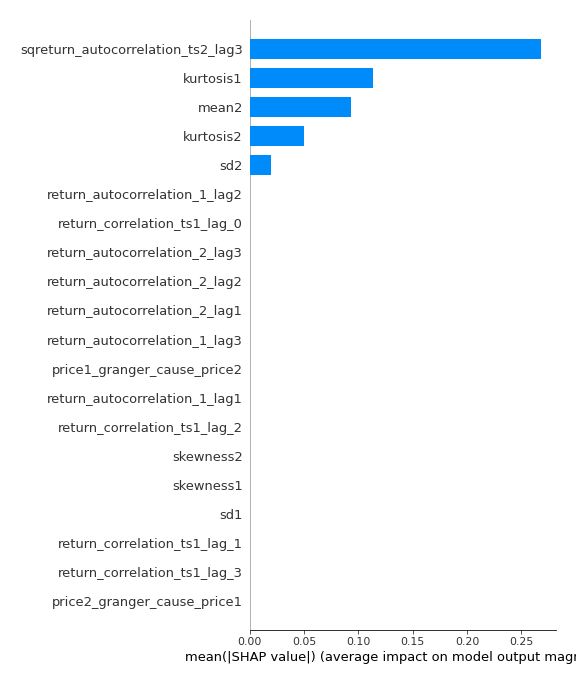 sqreturn_autocorrelation_ts2_lag3
kurtosis1
mean2
kurtosis2
sd2
return_autocorrelation_1_lag2
return_correlation_ts1_lag_0
return_autocorrelation_2_lag3
return_autocorrelation_2_lag2
return_autocorrelation_2_lag1
return_autocorrelation_1_lag3
price1_granger_cause_price2
return_autocorrelation_1_lag1
return_correlation_ts1_lag_2
skewness2
skewness1
sd1
return_correlation_ts1_lag_1
return_correlation_ts1_lag_3
price2_granger_cause_price1
0.00 0.05 0.10 0.15 0.20 0.25
mean(|SHAP value|) (average impact on model output magn